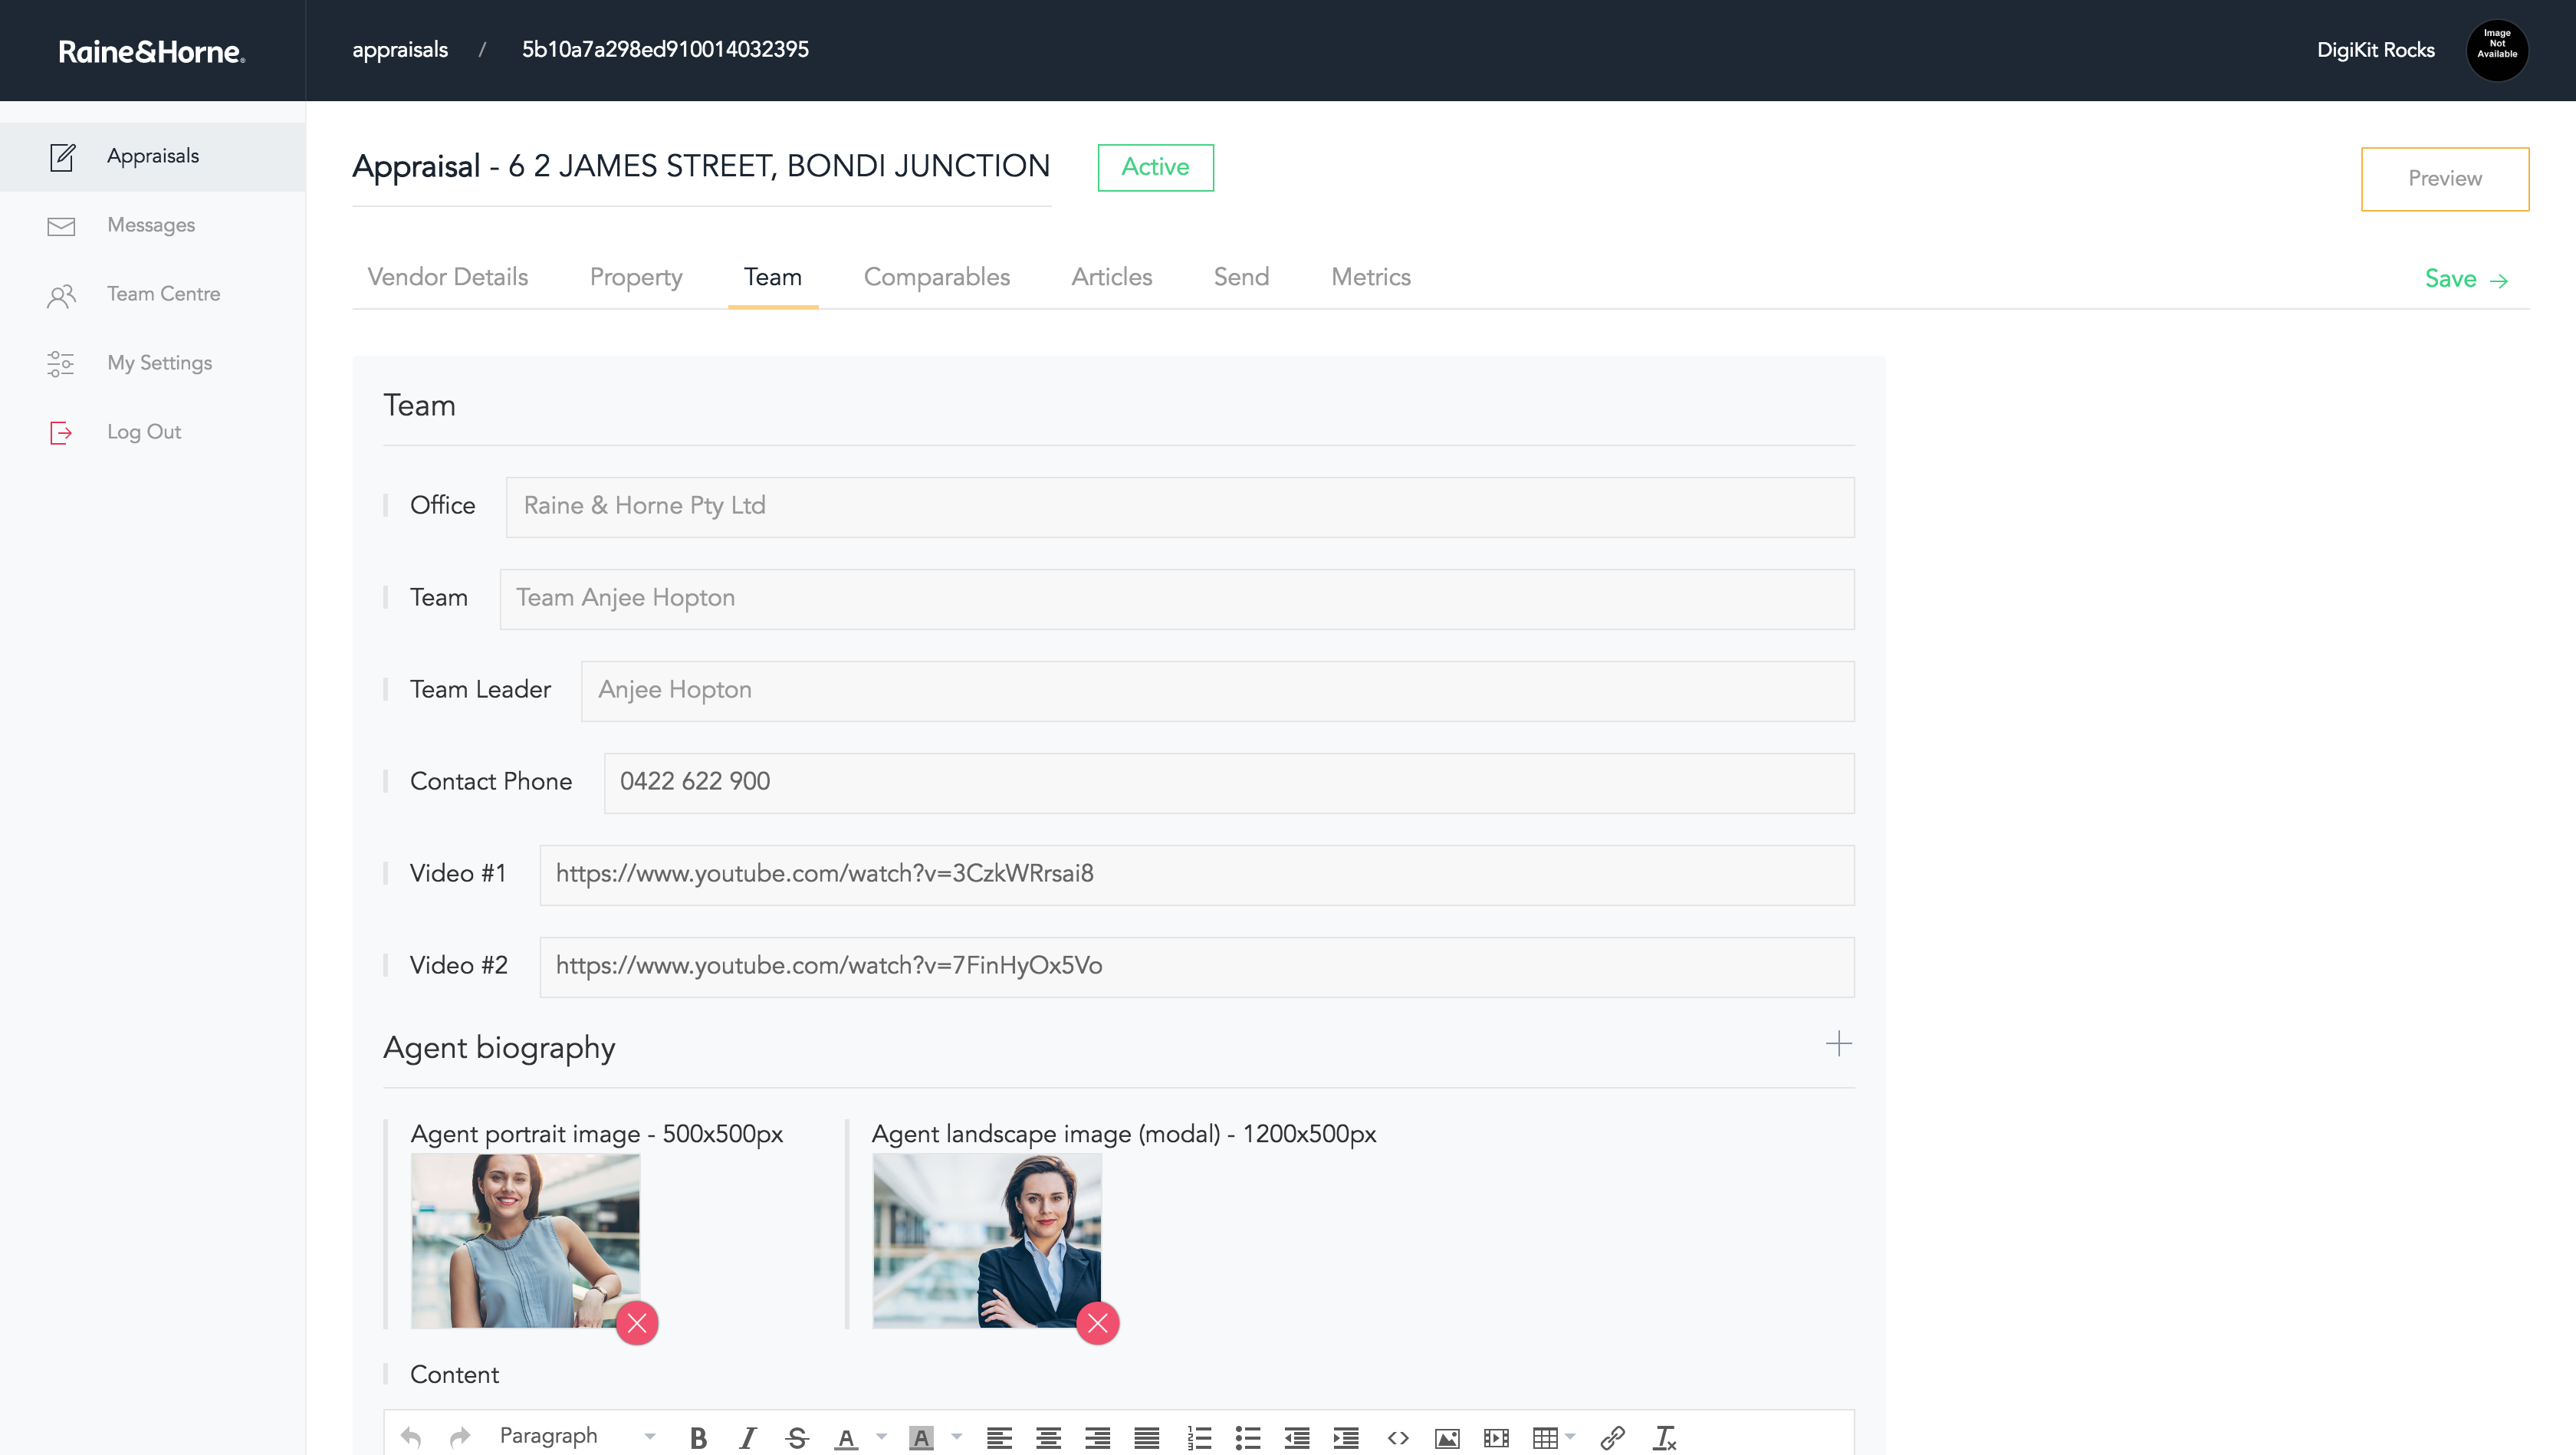 Raine&Horne.
appraisals / 5b10a7a298ed910014032395
DigiKit Rocks
Image
Not
Available
Appraisals
Messages
Team Centre
My Settings
Log Out
Appraisal - 6 2 JAMES STREET, BONDI JUNCTION
Active
Preview
Vendor Details Property Team Comparables Articles Send Metrics
Save →
Team
Office Raine & Horne Pty Ltd
Team Team Anjee Hopton
Team Leader Anjee Hopton
Contact Phone 0422 622 900
Video #1 https://www.youtube.com/watch?v=3CzkWRrsai8
Video #2 https://www.youtube.com/watch?v=7FinHyOx5Vo
Agent biography
Agent portrait image - 500x500px
Agent landscape image (modal) - 1200x500px
Content
Paragraph